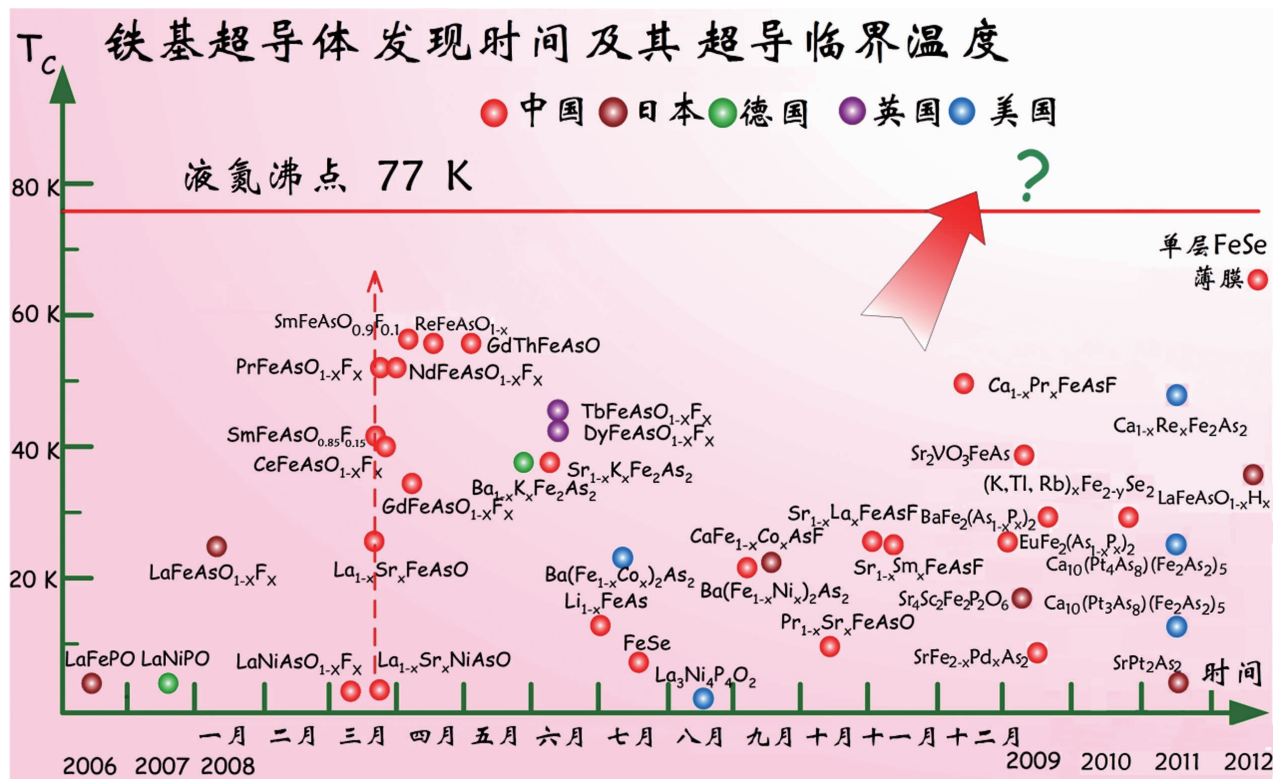 T_C
铁基超导体发现时间及其超导临界温度
中国 日本 德国 英国 美国
液氮沸点 77 K
?
80 K
60 K
40 K
20 K
单层FeSe
薄膜
SmFeAsO₀.₉F₀.₁
ReFeAsO₁₋ₓ
GdThFeAsO
PrFeAsO₁₋ₓFₓ
NdFeAsO₁₋ₓFₓ
Ca₁₋ₓPrₓFeAsF
TbFeAsO₁₋ₓFₓ
DyFeAsO₁₋ₓFₓ
Ca₁₋ₓReₓFe2As₂
SmFeAsO₀.₈₅F₀.₁₅
CeFeAsO₁₋ₓFₓ
Sr₂VO₃FeAs
Sr₁₋ₓKₓFe₂As₂
Ba₁₋ₓKₓFe₂As₂
(K,Tl, Rb)ₓFe₂₋ᵧSe₂
LaFeAsO₁₋ₓHₓ
GdFeAsO₁₋ₓFₓ
Sr₁₋ₓLaₓFeAsF
BaFe₂(As₁₋ₓPₓ)₂
CaFe₁₋ₓCoₓAsF
EuFe₂(As₁₋ₓPₓ)₂
LaFeAsO₁₋ₓFₓ
La₁₋ₓSrₓFeAsO
Ba(Fe₁₋ₓCoₓ)₂As₂
Sr₁₋ₓSmₓFeAsF
Ca₁₀(Pt₄As₈)(Fe₂As₂)₅
Ba(Fe₁₋ₓNiₓ)₂As₂
Sr₄Sc₂Fe₂P₂O₆
Ca₁₀(Pt₃As₈)(Fe₂As₂)₅
Li₁₋ₓFeAs
Pr₁₋ₓSrₓFeAsO
FeSe
LaFePO
LaNiPO
LaNiAsO₁₋ₓFₓ
La₁₋ₓSrₓNiAsO
La₃Ni₄P₄O₂
SrFe₂₋ₓPdₓAs₂
SrPt₂As₂
时间
一月 二月 三月 四月 五月 六月 七月 八月 九月 十月 十一月 十二月
2006 2007 2008 2009 2010 2011 2012